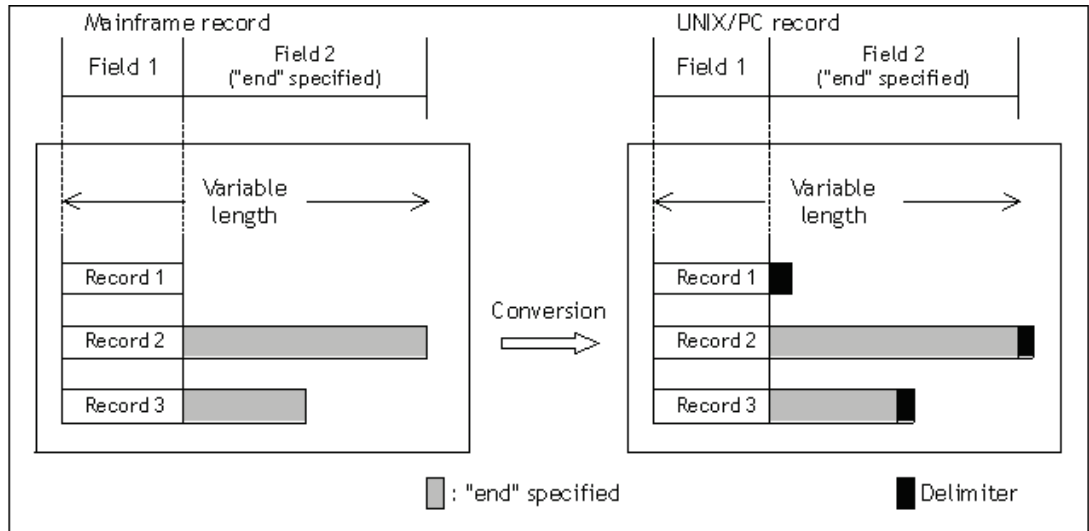 Mainframe record
Field 1
Field 2
("end" specified)
Variable
length
Record 1
Record 2
Record 3
Conversion
UNIX/PC record
Field 1
Field 2
("end" specified)
Variable
length
Record 1
Record 2
Record 3
: "end" specified
Delimiter